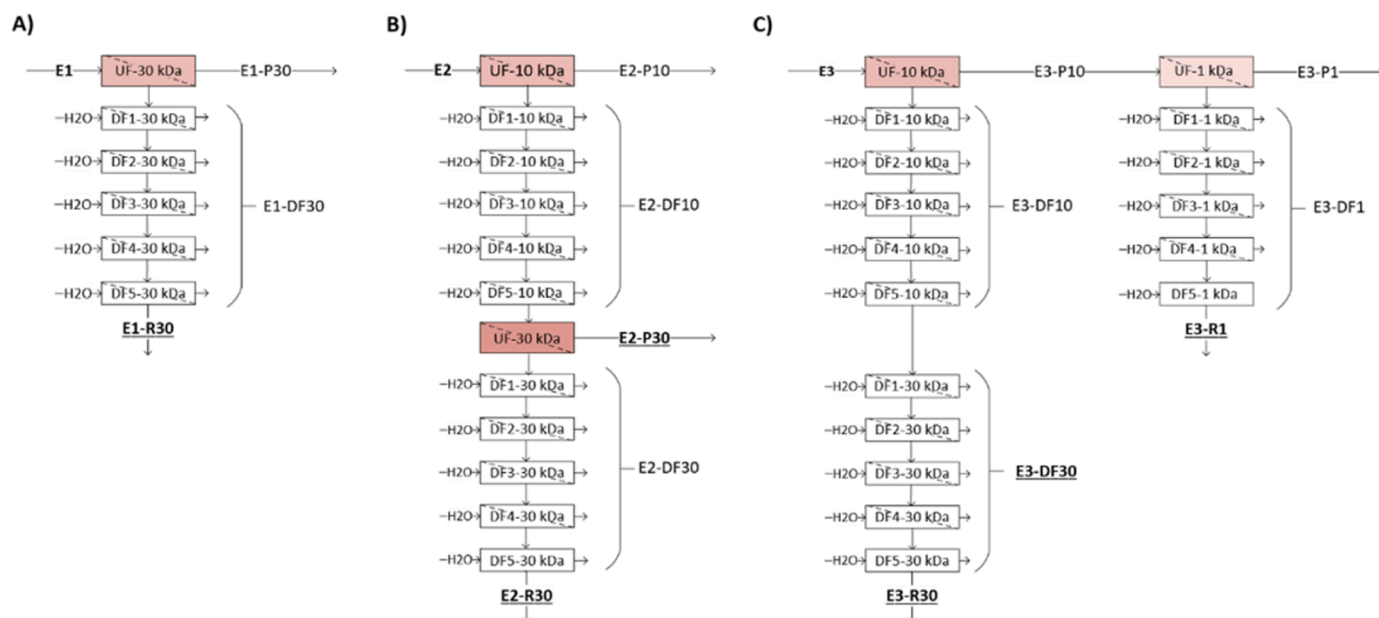 A)
E1
UF-30 kDa
E1-P30
H2O
DF1-30 kDa
H2O
DF2-30 kDa
H2O
DF3-30 kDa
E1-DF30
H2O
DF4-30 kDa
H2O
DF5-30 kDa
E1-R30
B)
E2
UF-10 kDa
E2-P10
H2O
DF1-10 kDa
H2O
DF2-10 kDa
H2O
DF3-10 kDa
E2-DF10
H2O
DF4-10 kDa
H2O
DF5-10 kDa
UF-30 kDa
E2-P30
H2O
DF1-30 kDa
H2O
DF2-30 kDa
H2O
DF3-30 kDa
E2-DF30
H2O
DF4-30 kDa
H2O
DF5-30 kDa
E2-R30
C)
E3
UF-10 kDa
E3-P10
UF-1 kDa
E3-P1
H2O
DF1-10 kDa
H2O
DF2-10 kDa
H2O
DF3-10 kDa
E3-DF10
H2O
DF4-10 kDa
H2O
DF5-10 kDa
H2O
DF1-30 kDa
H2O
DF2-30 kDa
H2O
DF3-30 kDa
E3-DF30
H2O
DF4-30 kDa
H2O
DF5-30 kDa
E3-R30
H2O
DF1-1 kDa
H2O
DF2-1 kDa
H2O
DF3-1 kDa
E3-DF1
H2O
DF4-1 kDa
H2O
DF5-1 kDa
E3-R1